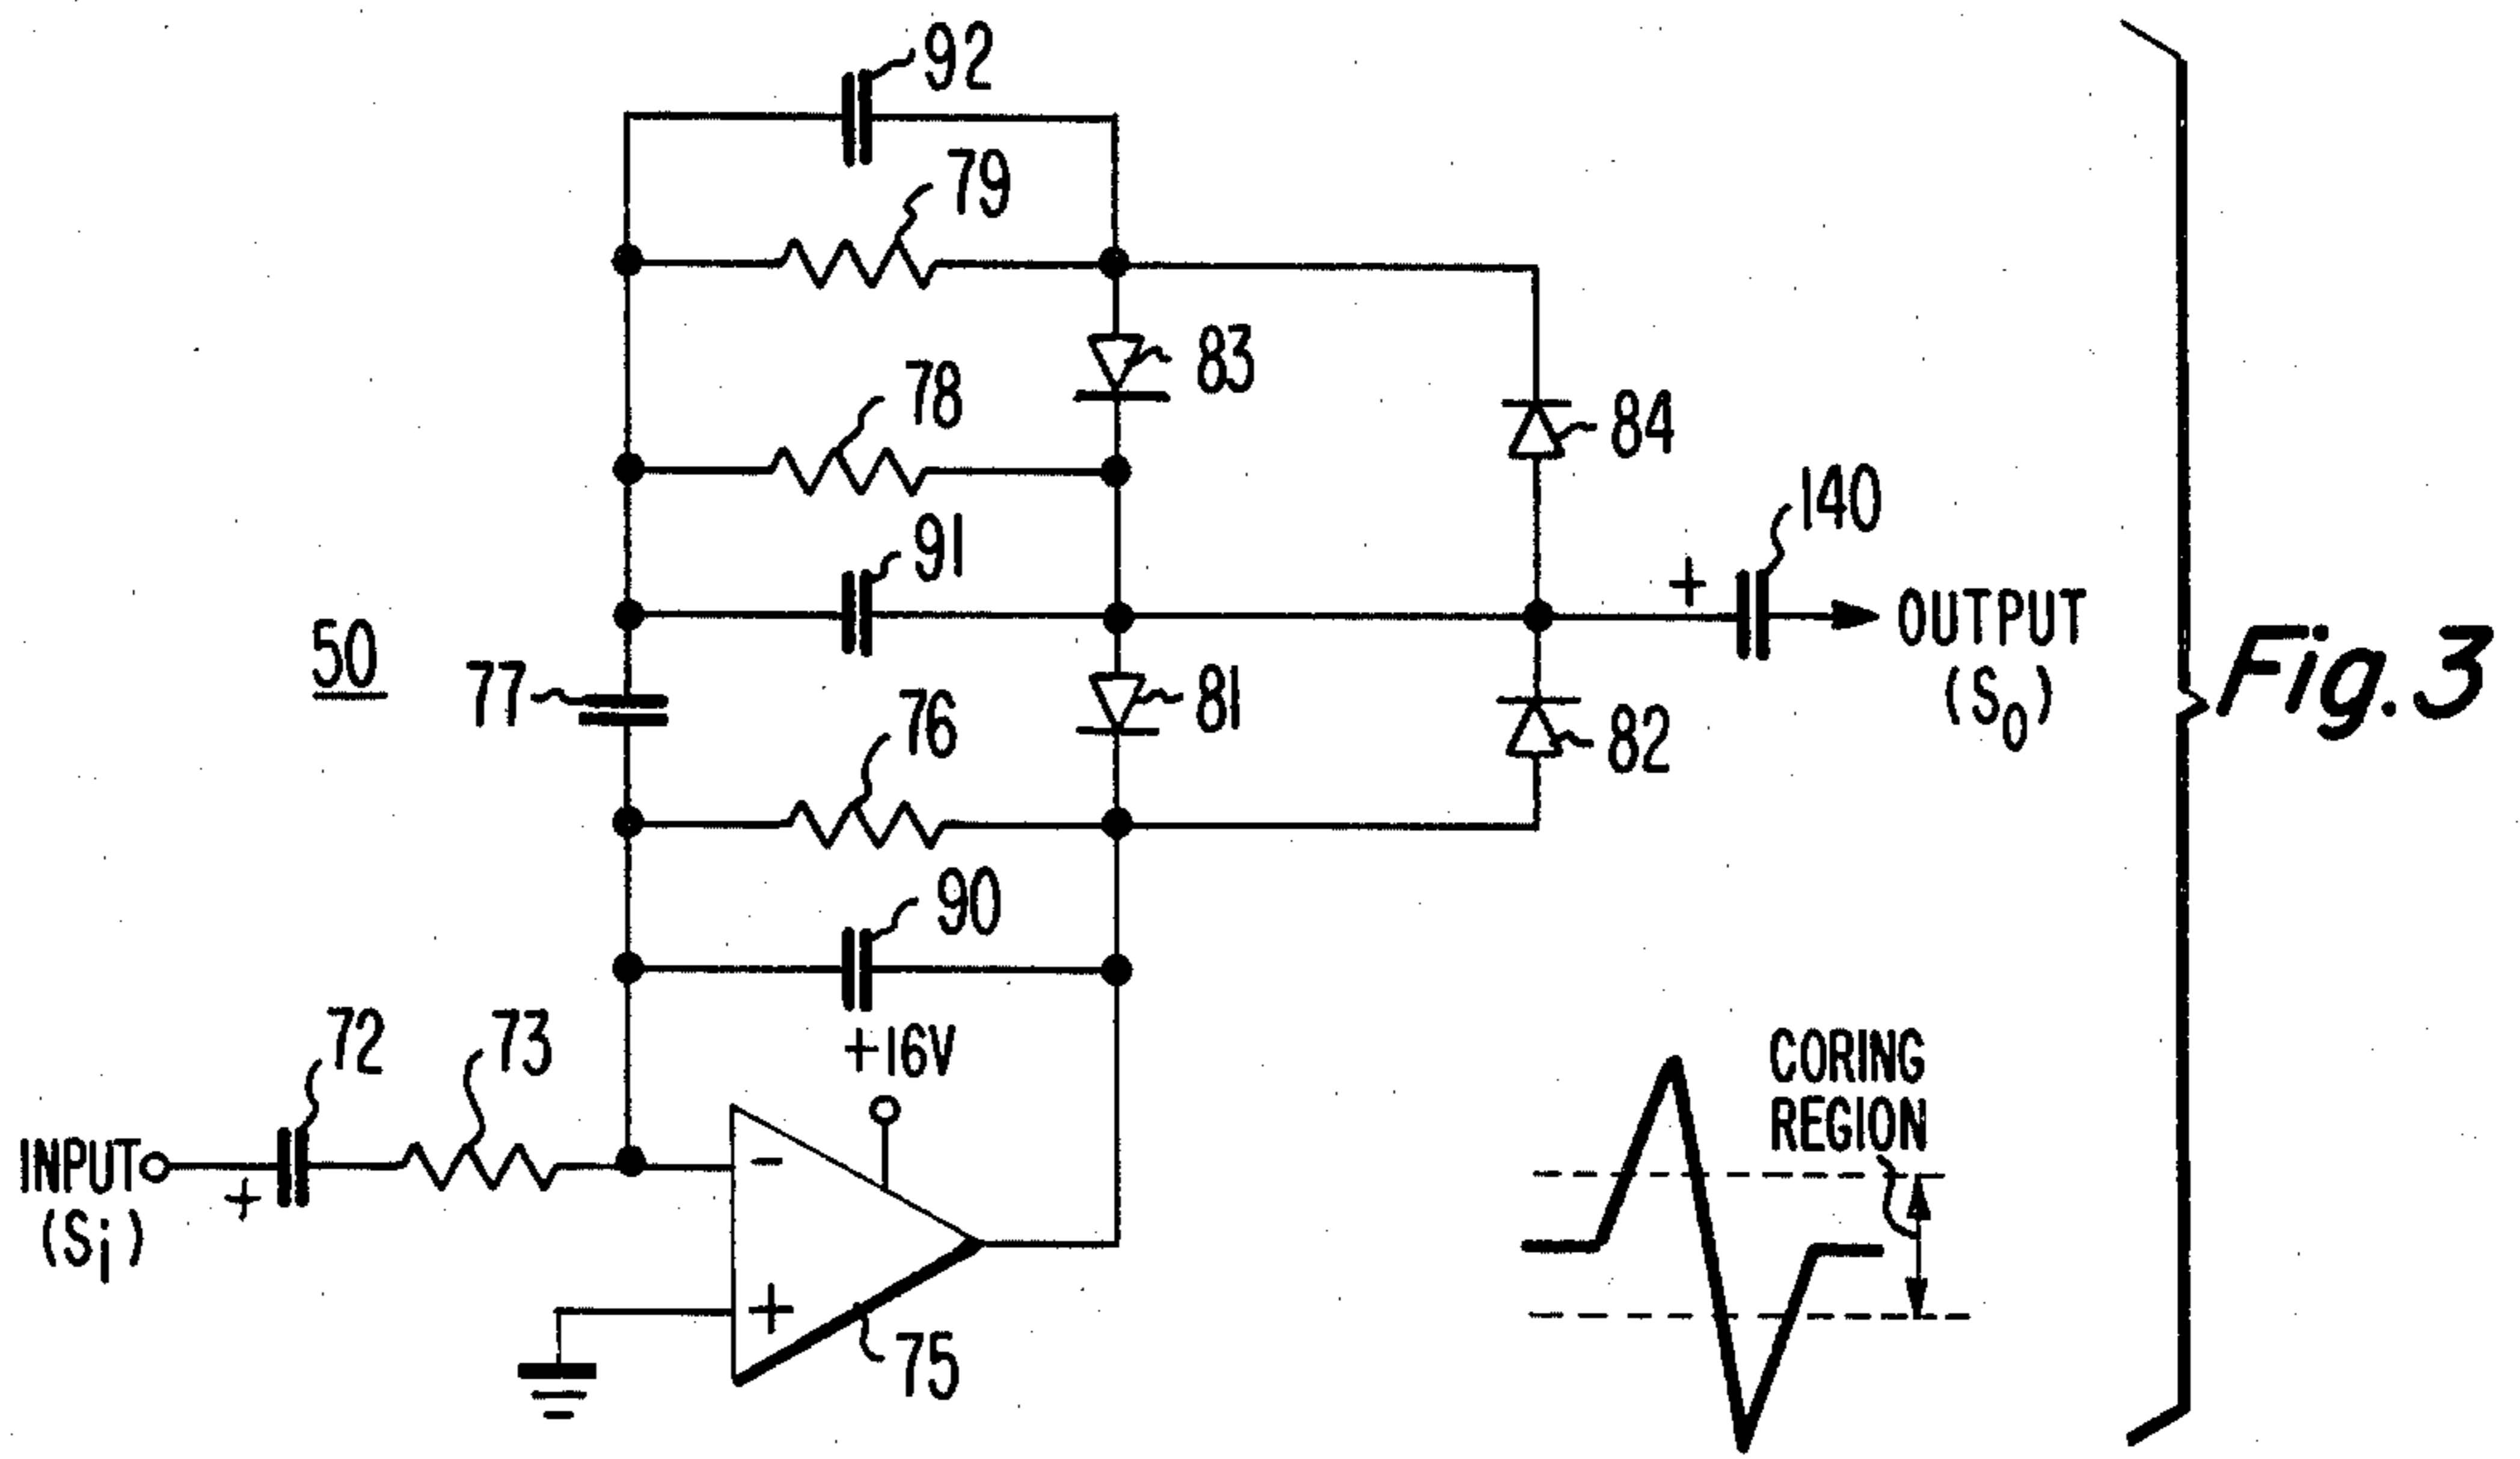 92
79
83
78
84
140
91
+
OUTPUT
(S0)
50
77
81
76
82
Fig.3
90
+16V
72
73
CORING
REGION
INPUT
+
(Si)
-
+
75